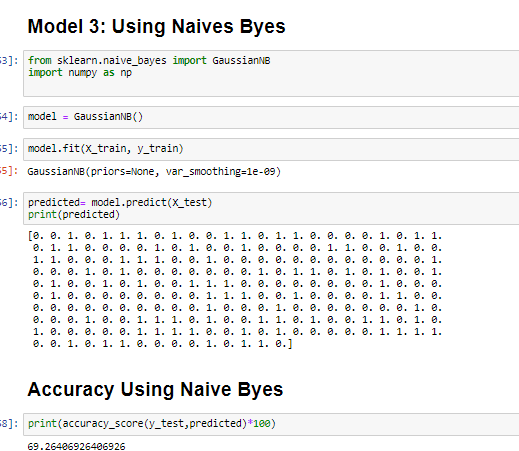 Model 3: Using Naives Byes
3]: from sklearn.naive_bayes import GaussianNB
import numpy as np
4]: model = GaussianNB()
5]: model.fit(X_train, y_train)
5]: GaussianNB(priors=None, var_smoothing=1e-09)
6]: predicted= model.predict(X_test)
print(predicted)
[0. 0. 1. 0. 1. 1. 1. 0. 1. 0. 0. 1. 1. 0. 1. 1. 0. 0. 0. 0. 1. 0. 1. 1.
0. 1. 1. 0. 0. 0. 0. 1. 0. 1. 0. 0. 1. 0. 0. 0. 0. 1. 1. 0. 0. 1. 0. 0.
1. 1. 0. 0. 0. 0. 1. 0. 0. 0. 0. 0. 0. 0. 0. 0. 0. 0. 0. 0. 0. 0. 0. 1.
0. 0. 0. 1. 0. 0. 1. 0. 0. 0. 0. 0. 0. 1. 0. 1. 1. 0. 0. 0. 1. 0. 0. 0.
0. 1. 0. 1. 0. 0. 1. 0. 1. 1. 1. 0. 0. 0. 0. 0. 0. 0. 0. 0. 0. 0. 0. 0.
0. 1. 0. 0. 0. 0. 0. 0. 0. 1. 1. 1. 0. 0. 1. 0. 0. 0. 0. 0. 1. 1. 0. 0.
0. 0. 0. 1. 0. 0. 0. 0. 1. 0. 0. 0. 0. 0. 0. 0. 0. 0. 0. 0. 1. 0. 0. 0.
0. 0. 0. 1. 0. 0. 1. 1. 1. 0. 1. 0. 0. 0. 1. 0. 1. 0. 0. 1. 1. 0. 1. 0.
1. 0. 0. 0. 0. 0. 1. 1. 1. 1. 0. 0. 1. 0. 1. 0. 0. 0. 0. 0. 1. 1. 1. 1.
0. 0. 1. 0. 1. 1. 0. 0. 0. 0. 1. 0. 1. 1. 0.]
Accuracy Using Naive Byes
8]: print(accuracy_score(y_test,predicted)*100)
69.26406926406926